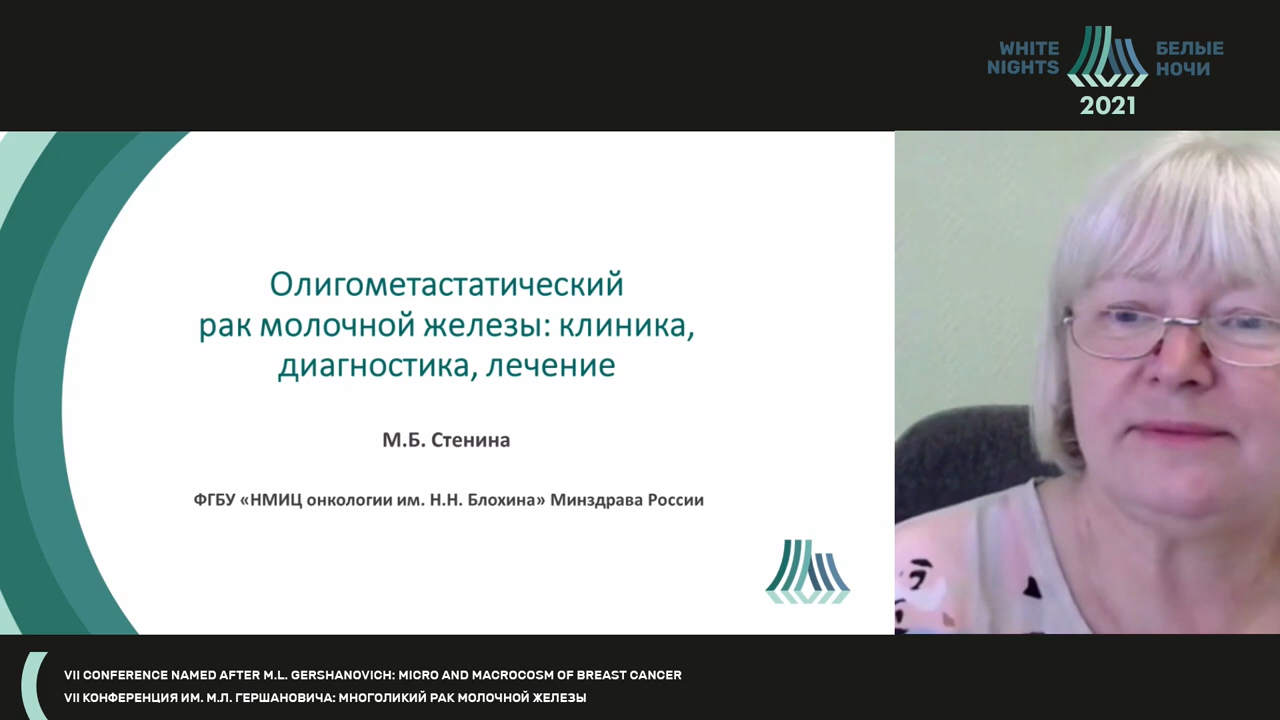 WHITE
NIGHTS
БЕЛЫЕ
НОЧИ
2021
Олигометастатический
рак молочной железы: клиника,
диагностика, лечение
М.Б. Стенина
ФГБУ «НМИЦ онкологии им. Н.Н. Блохина» Минздрава России
VII CONFERENCE NAMED AFTER M.L. GERSHANOVICH: MICRO AND MACROCOSM OF BREAST CANCER
VII КОНФЕРЕНЦИЯ ИМ. М.Л. ГЕРШАНОВИЧА: МНОГОЛИКИЙ РАК МОЛОЧНОЙ ЖЕЛЕЗЫ